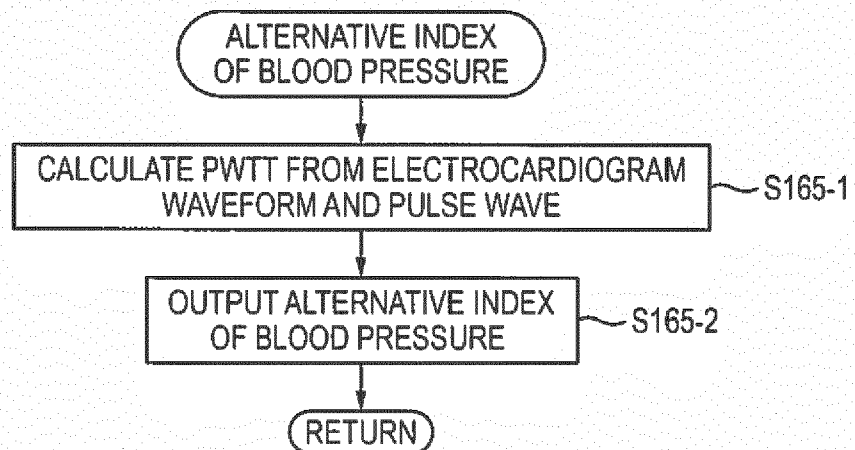 ALTERNATIVE INDEX
OF BLOOD PRESSURE
CALCULATE PWTT FROM ELECTROCARDIOGRAM
WAVEFORM AND PULSE WAVE
S165-1
OUTPUT ALTERNATIVE INDEX
OF BLOOD PRESSURE
S165-2
RETURN